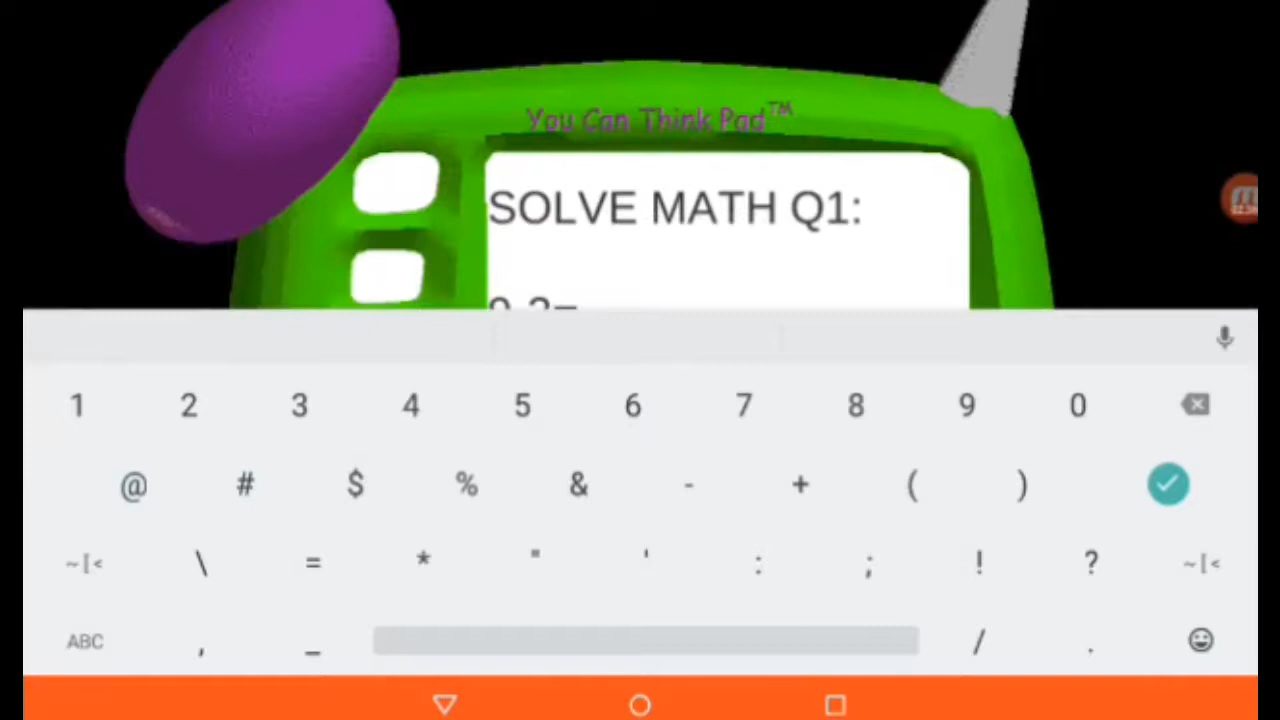 You Can Think Pad™
SOLVE MATH Q1:
1 2 3 4 5 6 7 8 9 0
@ # $ % & - + ( )
~[< \ = * " ' : ; ! ? ~[<
ABC , _ / .